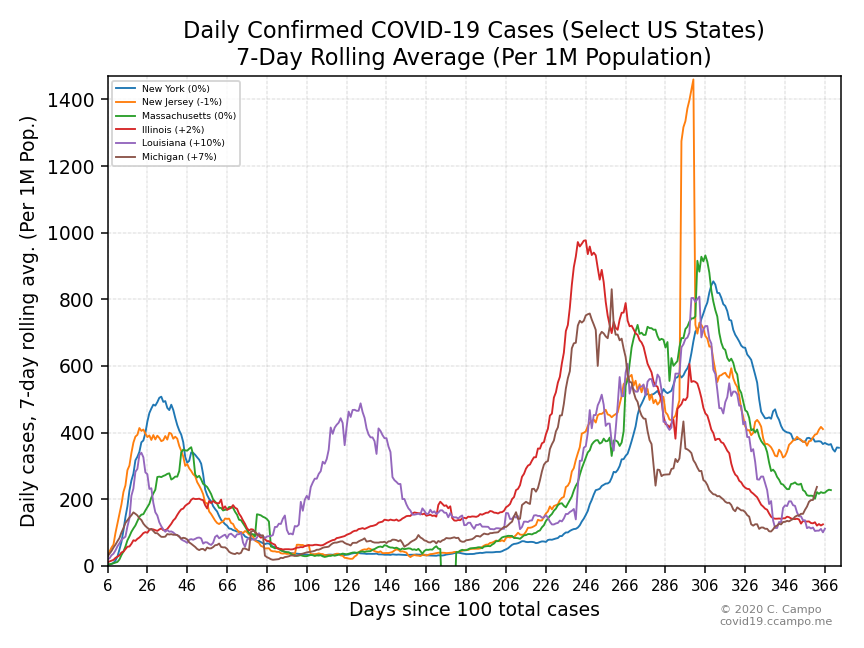 Daily Confirmed COVID-19 Cases (Select US States)
7-Day Rolling Average (Per 1M Population)
Daily cases, 7-day rolling avg. (Per 1M Pop.)
1400
1200
1000
800
600
400
200
0
New York (0%)
New Jersey (-1%)
Massachusetts (0%)
Illinois (+2%)
Louisiana (+10%)
Michigan (+7%)
6 26 46 66 86 106 126 146 166 186 206 226 246 266 286 306 326 346 366
Days since 100 total cases
© 2020 C. Campo
covid19.ccampo.me